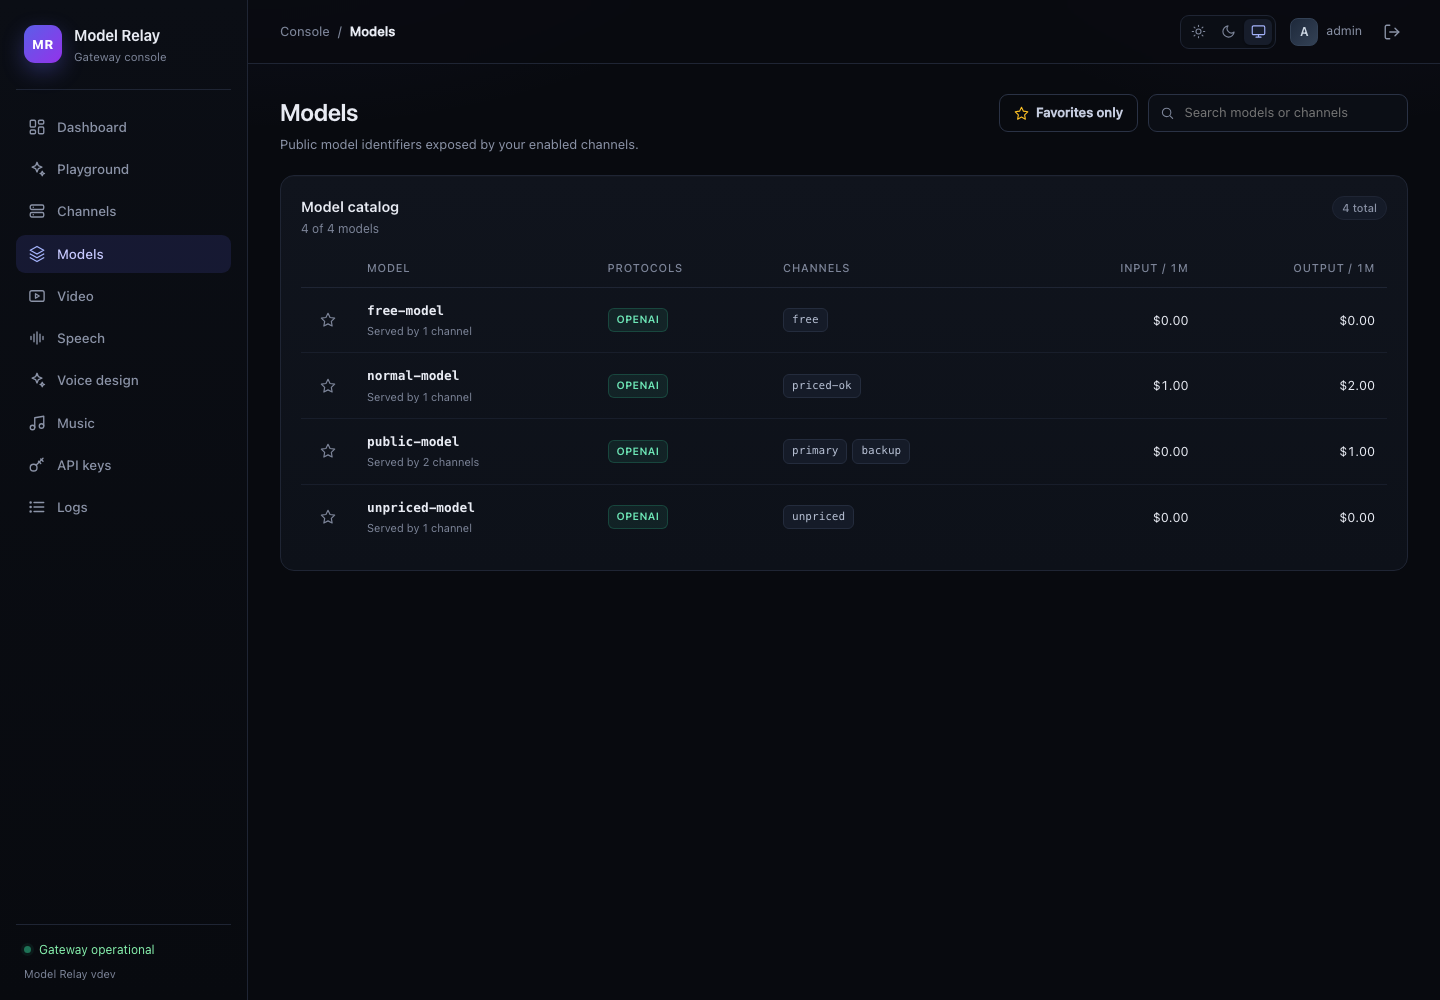 MR
Model Relay
Gateway console
Dashboard
Playground
Channels
Models
Video
Speech
Voice design
Music
API keys
Logs
Gateway operational
Model Relay vdev
Console / Models
A admin
Models
Public model identifiers exposed by your enabled channels.
Favorites only
Search models or channels
Model catalog
4 of 4 models
4 total
MODEL PROTOCOLS CHANNELS INPUT / 1M OUTPUT / 1M
free-model
Served by 1 channel
OPENAI free $0.00 $0.00
normal-model
Served by 1 channel
OPENAI priced-ok $1.00 $2.00
public-model
Served by 2 channels
OPENAI primary backup $0.00 $1.00
unpriced-model
Served by 1 channel
OPENAI unpriced $0.00 $0.00